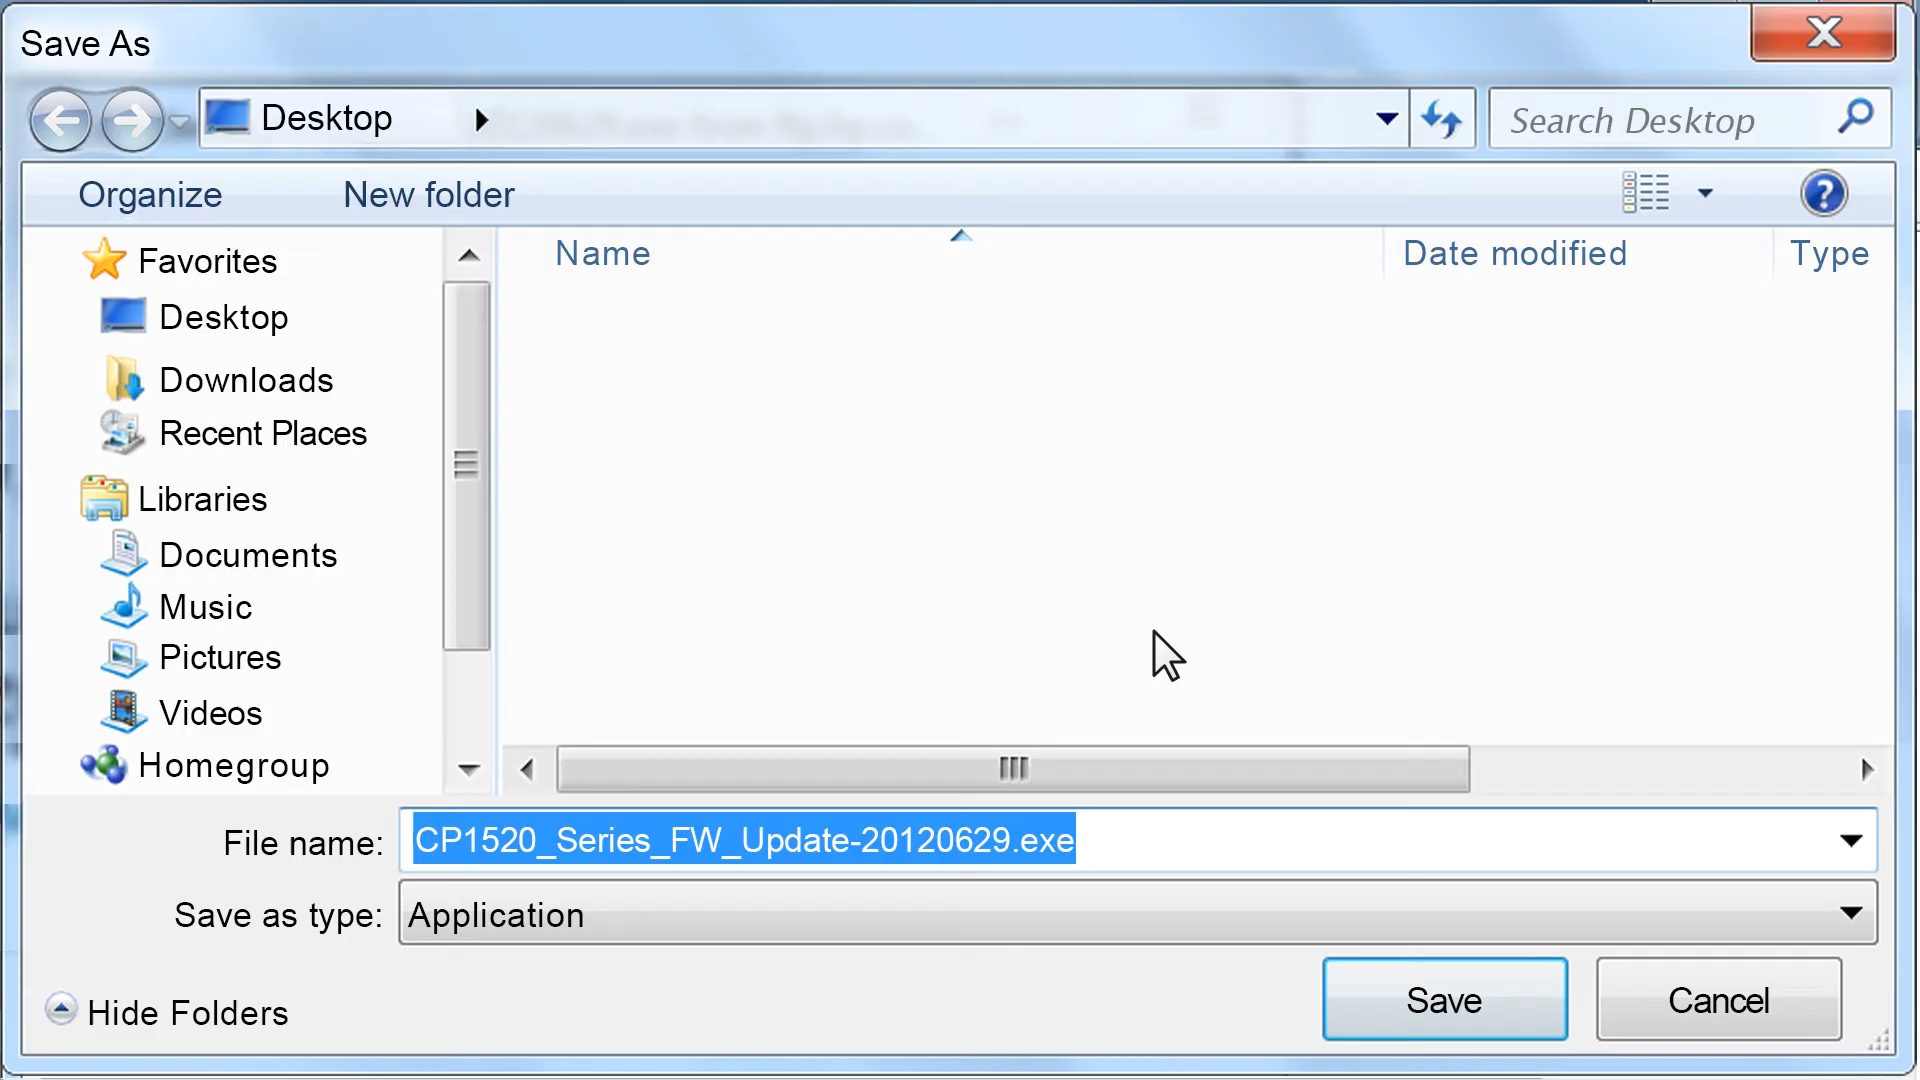 Save As
Desktop
Search Desktop
Organize New folder
Name Date modified Type
Favorites
Desktop
Downloads
Recent Places
Libraries
Documents
Music
Pictures
Videos
Homegroup
File name: CP1520_Series_FW_Update-20120629.exe
Save as type: Application
Hide Folders Save Cancel